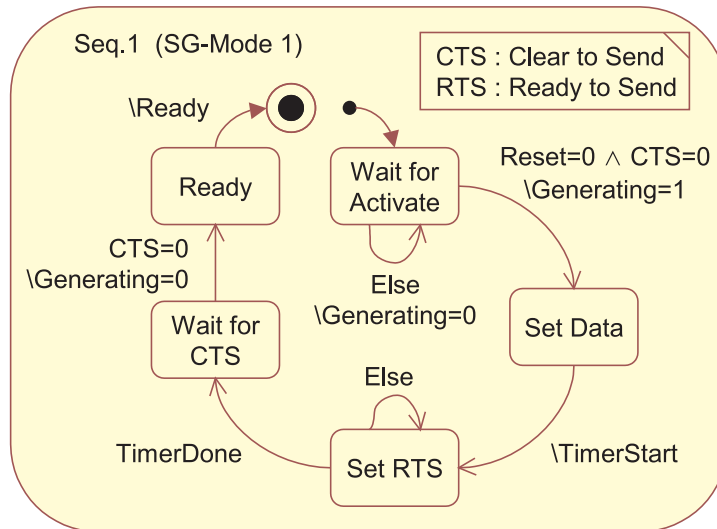 Seq.1 (SG-Mode 1)
CTS : Clear to Send
RTS : Ready to Send
\Ready
Ready
Wait for
Activate
Reset=0 ∧ CTS=0
\Generating=1
CTS=0
\Generating=0
Else
\Generating=0
Wait for
CTS
Set Data
Else
TimerDone
Set RTS
\TimerStart